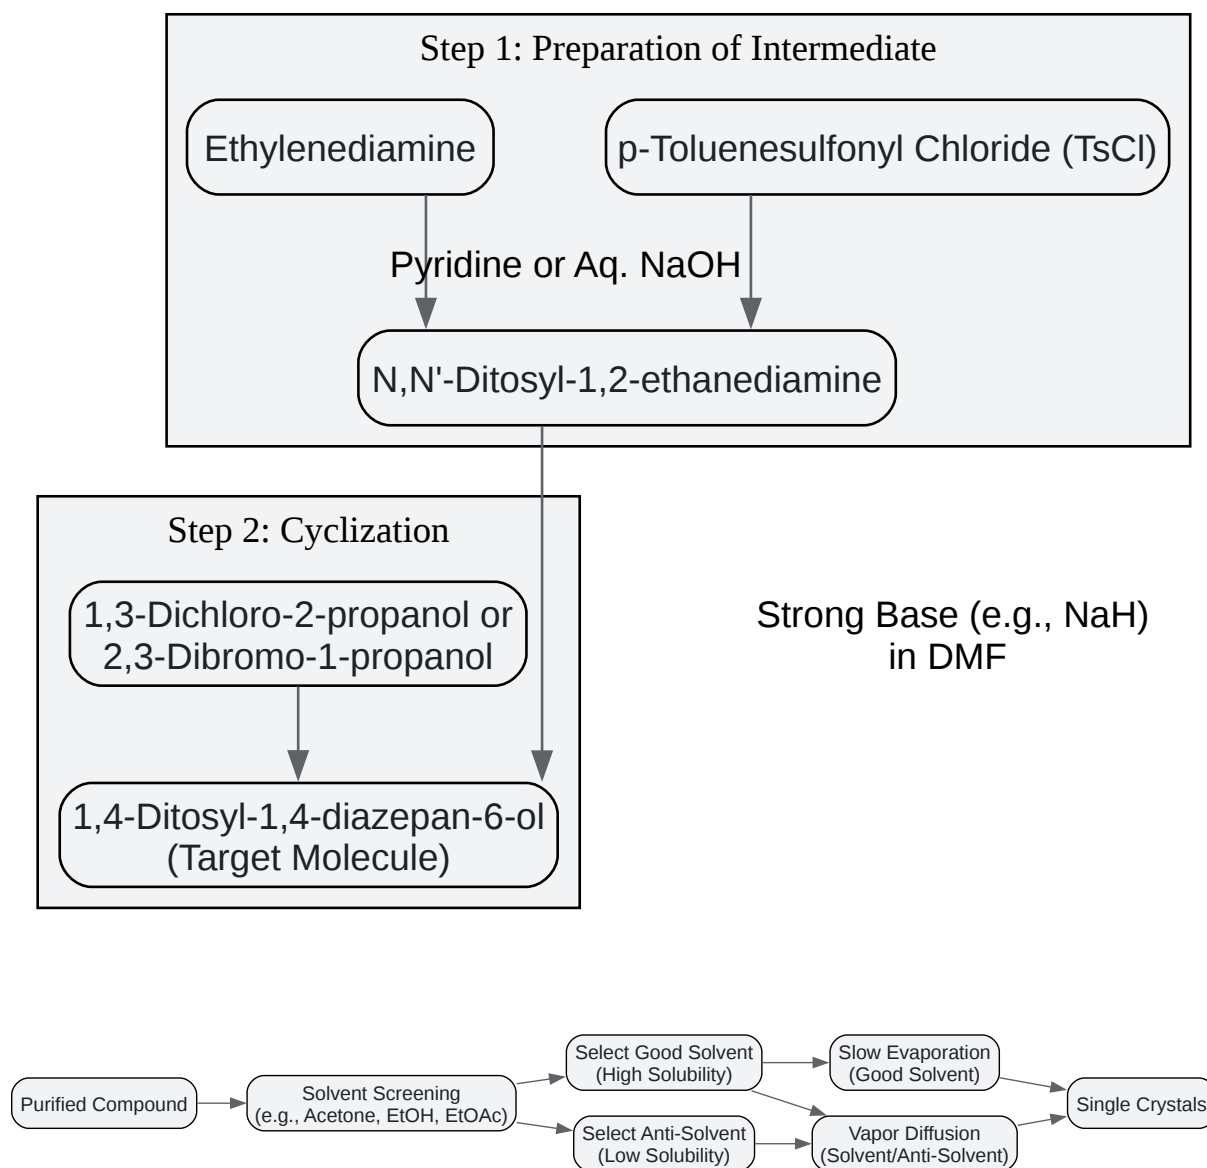 Step 1: Preparation of Intermediate
Ethylenediamine
p-Toluenesulfonyl Chloride (TsCl)
Pyridine or Aq. NaOH
N,N'-Ditosyl-1,2-ethanediamine
Step 2: Cyclization
1,3-Dichloro-2-propanol or
2,3-Dibromo-1-propanol
Strong Base (e.g., NaH)
in DMF
1,4-Ditosyl-1,4-diazepan-6-ol
(Target Molecule)
Purified Compound
Solvent Screening
(e.g., Acetone, EtOH, EtOAc)
Select Good Solvent
(High Solubility)
Select Anti-Solvent
(Low Solubility)
Slow Evaporation
(Good Solvent)
Vapor Diffusion
(Solvent/Anti-Solvent)
Single Crystals